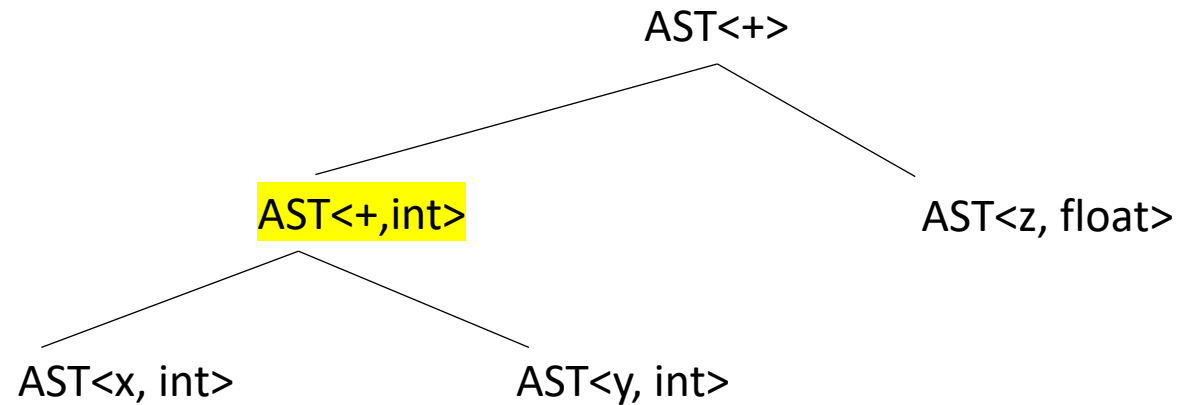 AST<+>
AST<+,int>
AST<z, float>
AST<x, int>
AST<y, int>